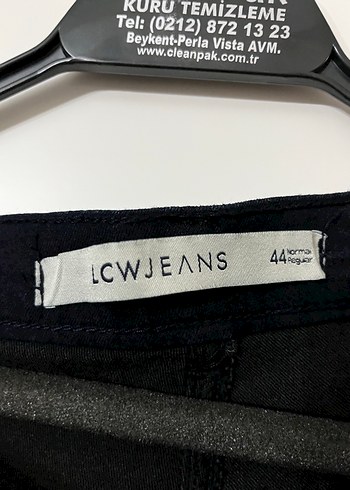 KURU TEMİZLEME
Tel: (0212) 872 13 23
Beykent-Perla Vista AVM.
www.cleanpak.com.tr
LCWJEANS
44 Normal
Regular